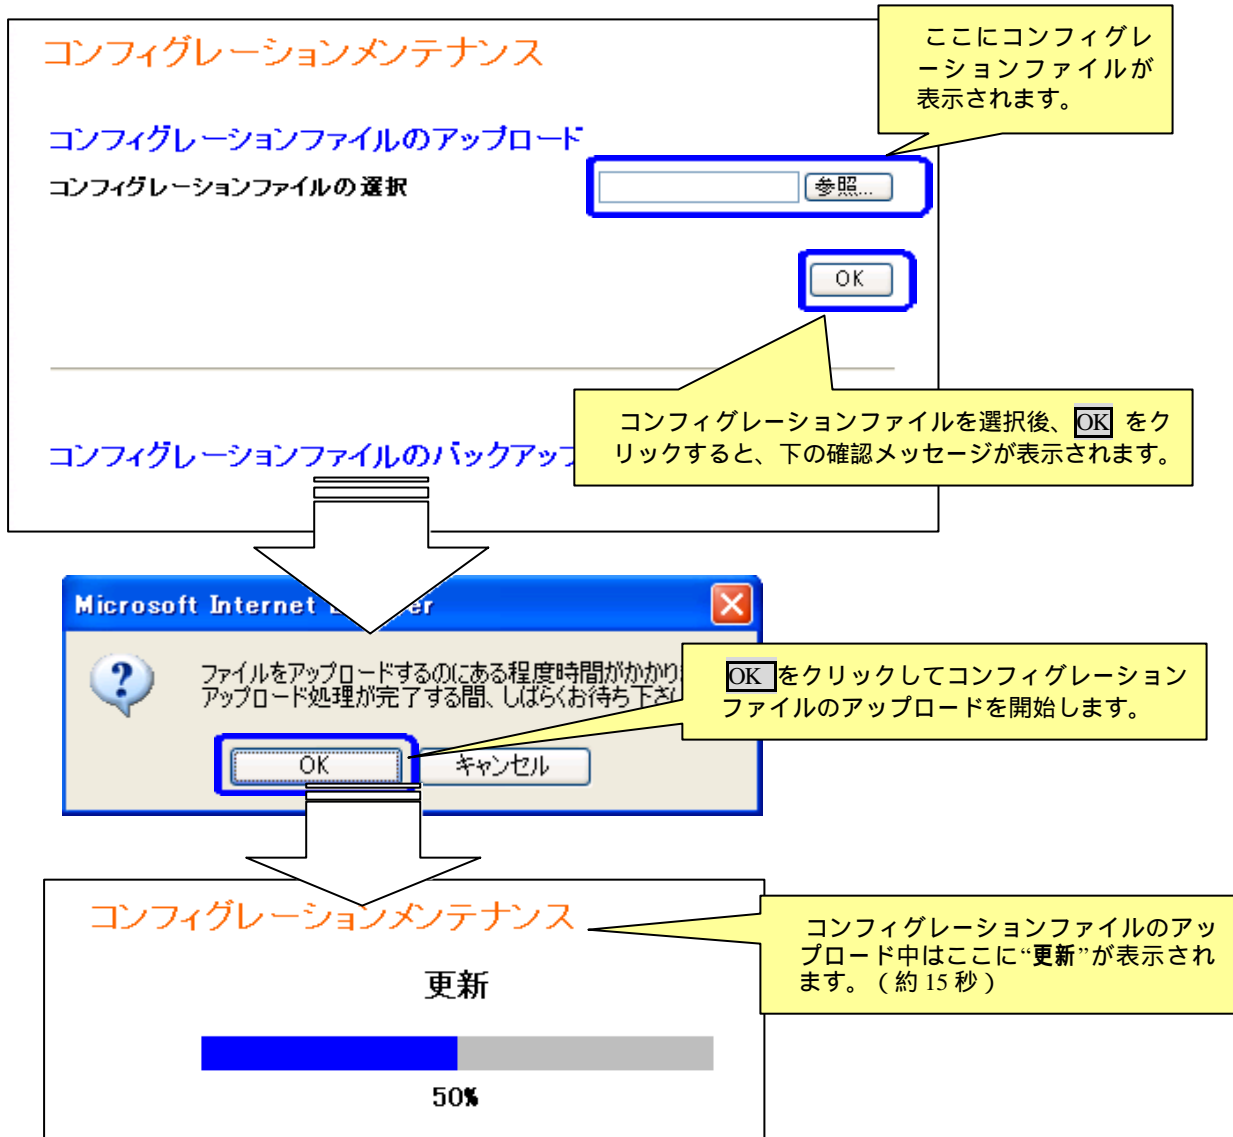 コンフィグレーションメンテナンス
ここにコンフィグレ
ーションファイルが
表示されます。
コンフィグレーションファイルのアップロード
コンフィグレーションファイルの選択
参照...
OK
コンフィグレーションファイルを選択後、OK をク
リックすると、下の確認メッセージが表示されます。
コンフィグレーションファイルのバックアップ
Microsoft Internet
ファイルをアップロードするのにある程度時間がかかり
アップロード処理が完了する間、しばらくお待ち下さい
OK をクリックしてコンフィグレーション
ファイルのアップロードを開始します。
OK
キャンセル
コンフィグレーションメンテナンス
コンフィグレーションファイルのアッ
プロード中はここに“更新”が表示され
ます。（約 15 秒）
更新
50%